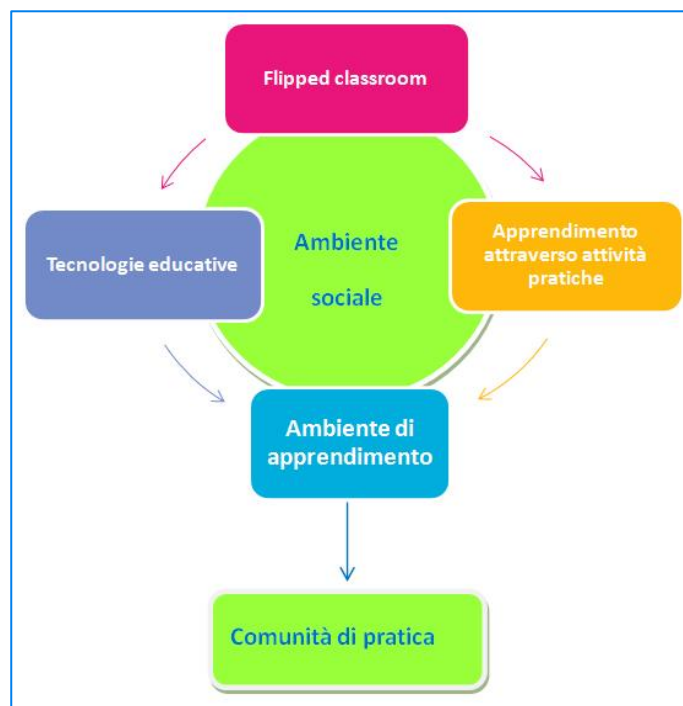 Flipped classroom
Tecnologie educative
Ambiente
sociale
Apprendimento
attraverso attività
pratiche
Ambiente di
apprendimento
Comunità di pratica